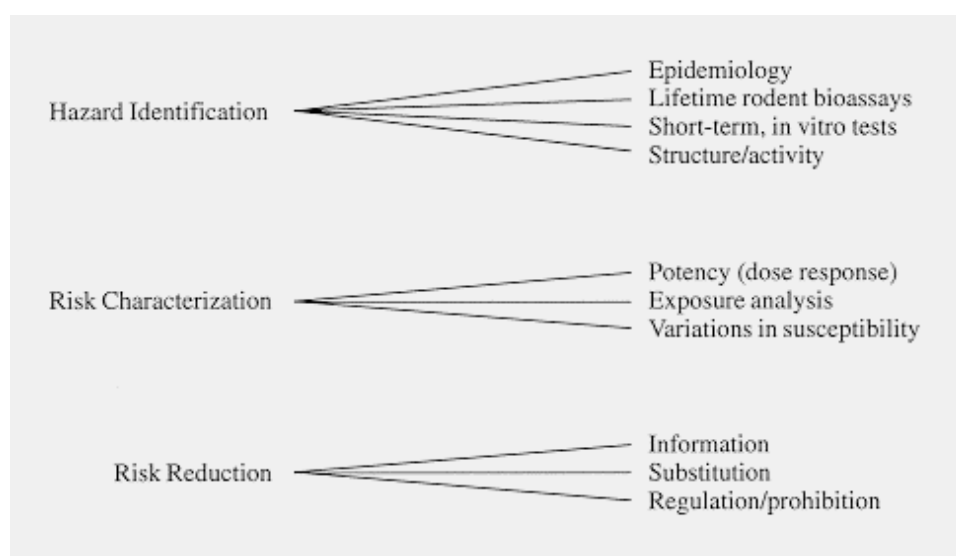 Hazard Identification
Epidemiology
Lifetime rodent bioassays
Short-term, in vitro tests
Structure/activity
Risk Characterization
Potency (dose response)
Exposure analysis
Variations in susceptibility
Risk Reduction
Information
Substitution
Regulation/prohibition